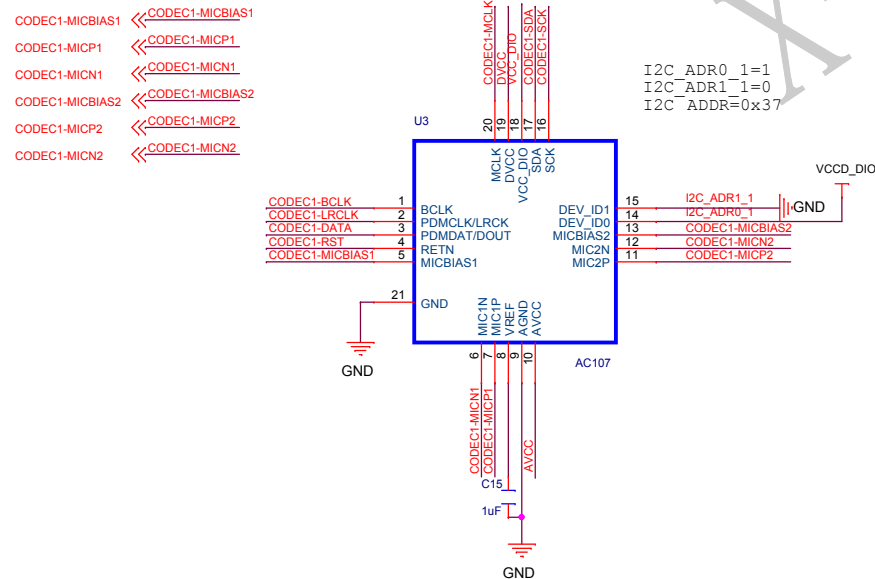 CODEC1-MICBIAS1 CODEC1-MICBIAS1
CODEC1-MICP1 CODEC1-MICP1
CODEC1-MICN1 CODEC1-MICN1
CODEC1-MICBIAS2 CODEC1-MICBIAS2
CODEC1-MICP2 CODEC1-MICP2
CODEC1-MICN2 CODEC1-MICN2
CODEC1-MCLK
DVCC
VCC_DIO
CODEC1-SDA
CODEC1-SCK
I2C_ADR0_1=1
I2C_ADR1_1=0
I2C_ADDR=0x37
U3
20 19 18 17 16
MCLK
DVCC
VCC_DIO
SDA
SCK
VCCD_DIO
CODEC1-BCLK 1 BCLK
CODEC1-LRCLK 2 PDMCLK/LRCK
CODEC1-DATA 3 PDMDAT/DOUT
CODEC1-RST 4 RETN
CODEC1-MICBIAS1 5 MICBIAS1
DEV_ID1 15 I2C_ADR1_1 GND
DEV_ID0 14 I2C_ADR0_1
MICBIAS2 13 CODEC1-MICBIAS2
MIC2N 12 CODEC1-MICN2
MIC2P 11 CODEC1-MICP2
21 GND
GND
MIC1N
MIC1P
VREF
AGND
AVCC
6 7 8 9 10
AC107
CODEC1-MICN1
CODEC1-MICP1
AVCC
C15
1uF
GND